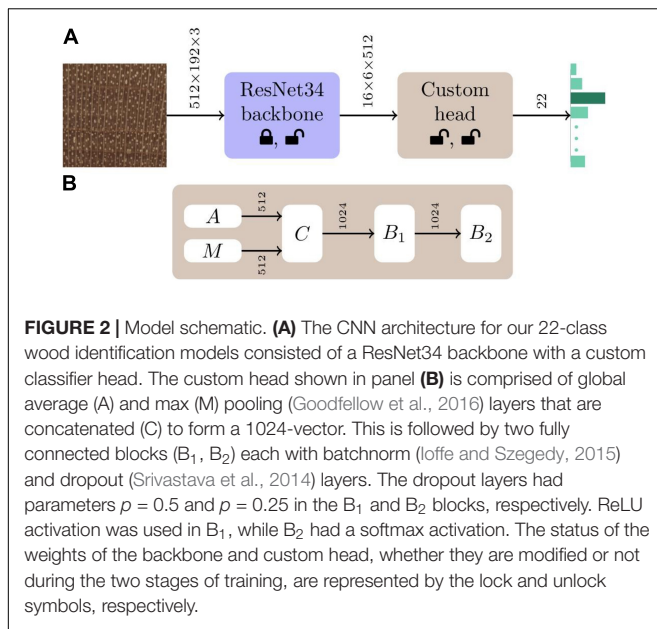 A
512×192×3
ResNet34
backbone
16×6×512
Custom
head
22
B
A
M
512
512
C
1024
B1
1024
B2
FIGURE 2 | Model schematic. (A) The CNN architecture for our 22-class
wood identification models consisted of a ResNet34 backbone with a custom
classifier head. The custom head shown in panel (B) is comprised of global
average (A) and max (M) pooling (Goodfellow et al., 2016) layers that are
concatenated (C) to form a 1024-vector. This is followed by two fully
connected blocks (B1, B2) each with batchnorm (Ioffe and Szegedy, 2015)
and dropout (Srivastava et al., 2014) layers. The dropout layers had
parameters p = 0.5 and p = 0.25 in the B1 and B2 blocks, respectively. ReLU
activation was used in B1, while B2 had a softmax activation. The status of the
weights of the backbone and custom head, whether they are modified or not
during the two stages of training, are represented by the lock and unlock
symbols, respectively.